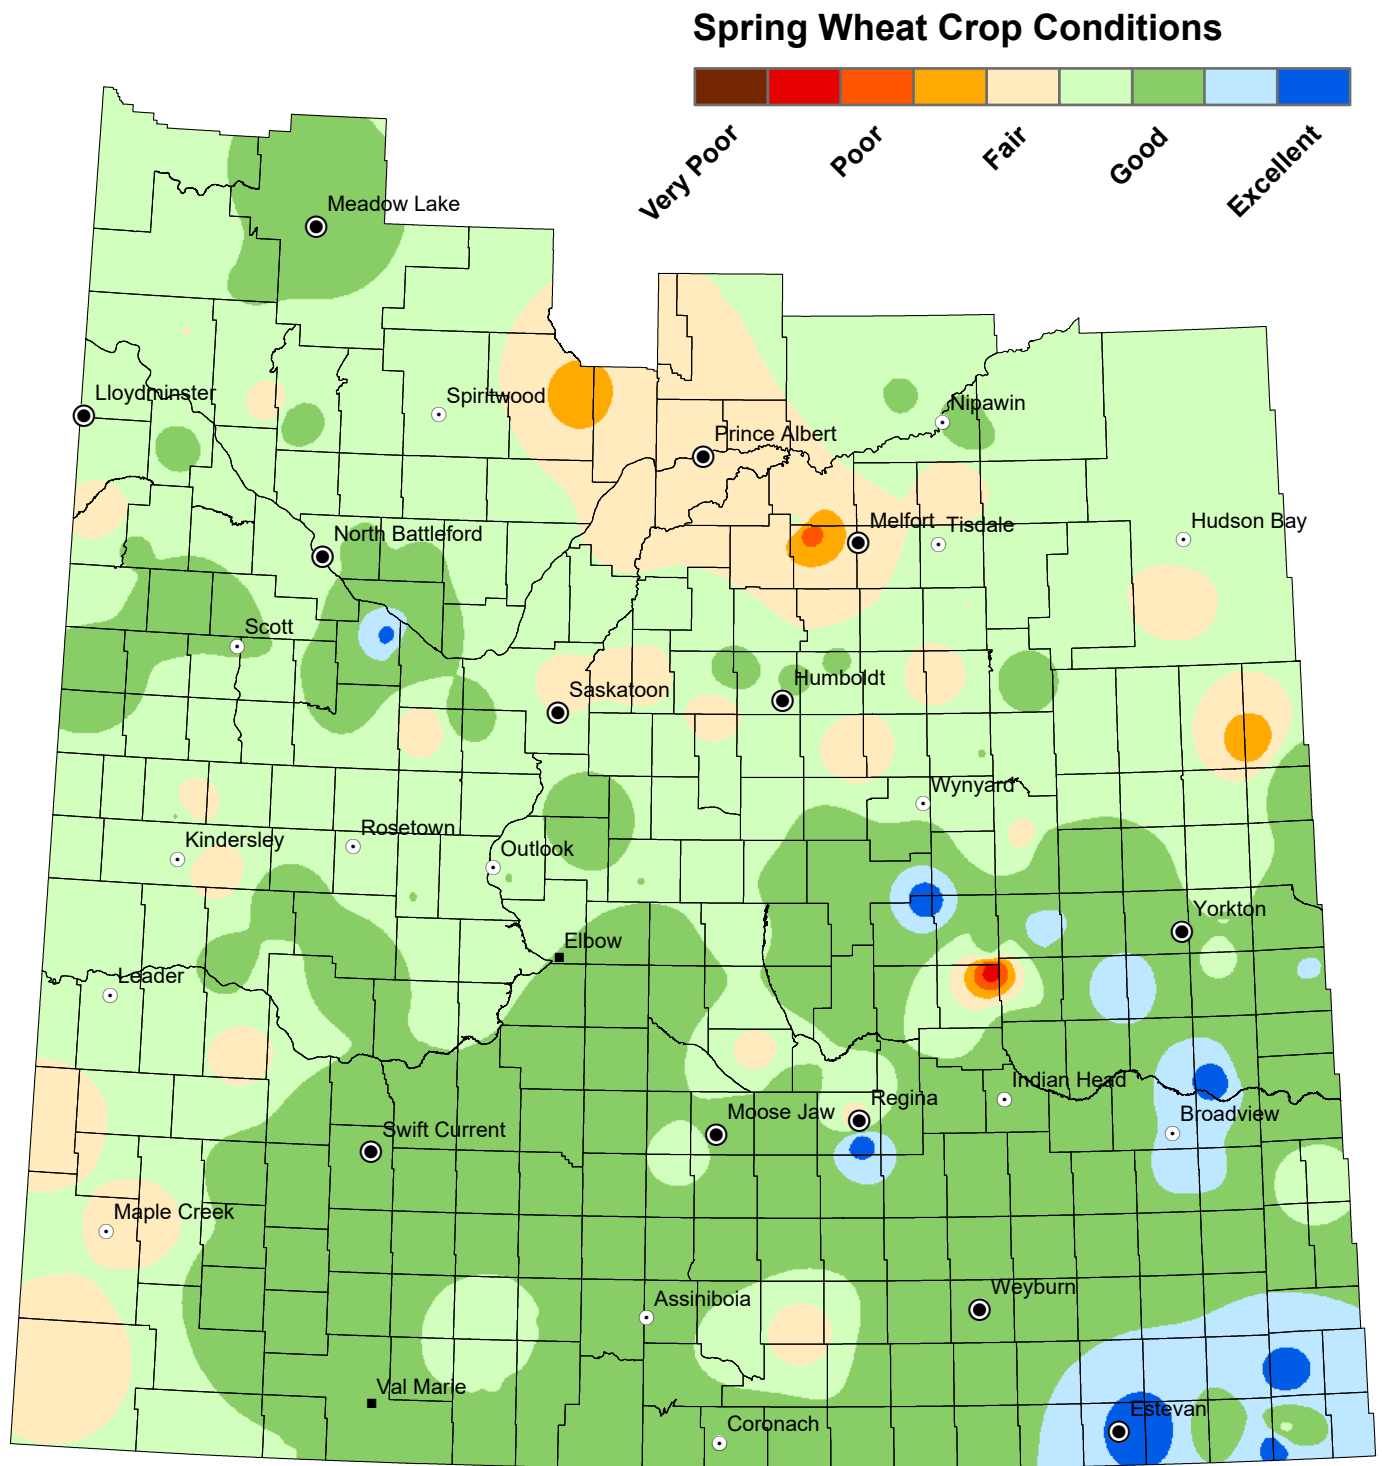 Spring Wheat Crop Conditions
Very Poor
Poor
Fair
Good
Excellent
Meadow Lake
Lloydminster
Spiritwood
Nipawin
Prince Albert
North Battleford
Melfort
Tisdale
Hudson Bay
Scott
Saskatoon
Humboldt
Wynyard
Kindersley
Rosetown
Outlook
Yorkton
Elbow
Leader
Indian Head
Regina
Moose Jaw
Broadview
Swift Current
Maple Creek
Weyburn
Assiniboia
Val Marie
Estevan
Coronach